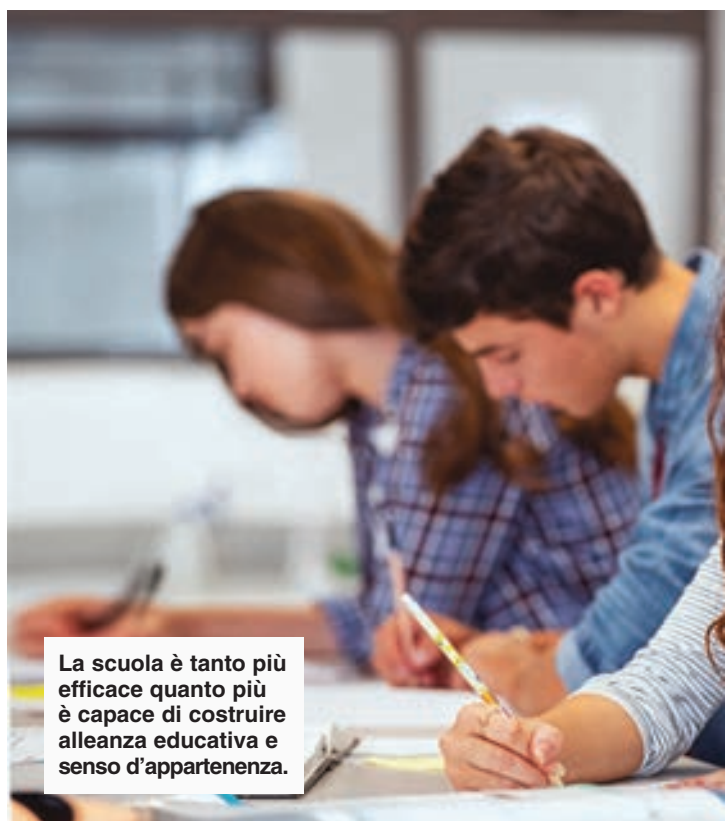 La scuola è tanto più
efficace quanto più
è capace di costruire
alleanza educativa e
senso d'appartenenza.